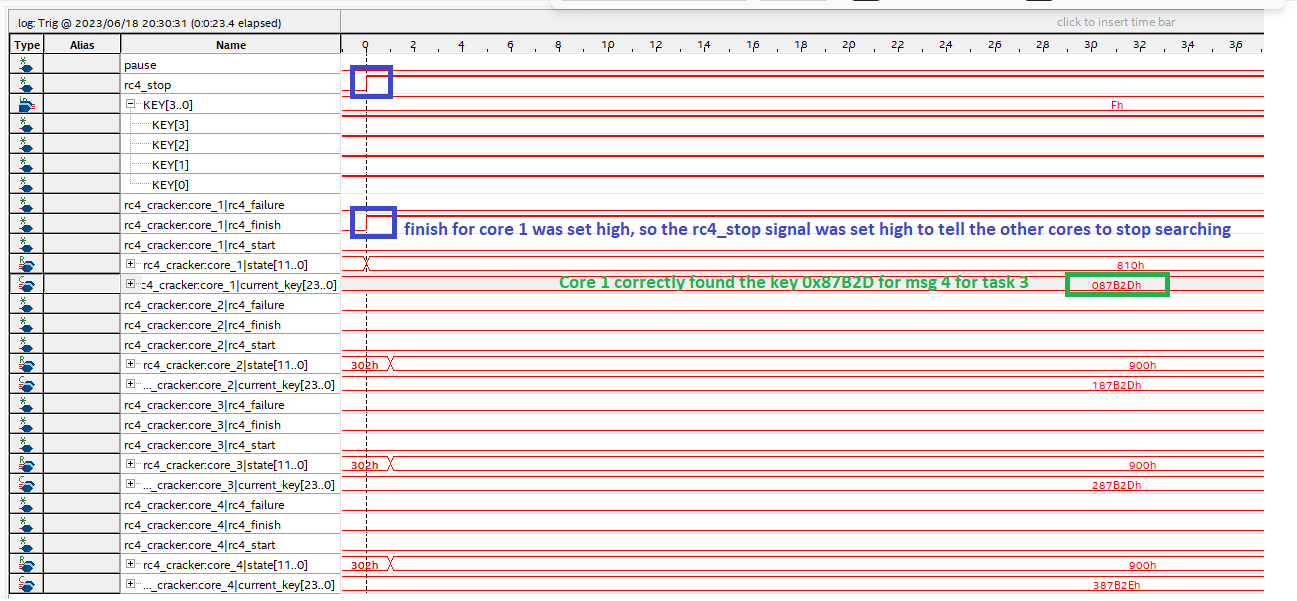 log: Trig @ 2023/06/18 20:30:31 (0:0:23.4 elapsed) click to insert time bar
Type Alias Name 0 2 4 6 8 10 12 14 16 18 20 22 24 26 28 30 32 34 36
pause
rc4_stop
KEY[3..0] Fh
KEY[3]
KEY[2]
KEY[1]
KEY[0]
rc4_cracker:core_1|rc4_failure
rc4_cracker:core_1|rc4_finish finish for core 1 was set high, so the rc4_stop signal was set high to tell the other cores to stop searching
rc4_cracker:core_1|rc4_start
rc4_cracker:core_1|state[11..0] 810h
:c4_cracker:core_1|current_key[23..0] Core 1 correctly found the key 0x87B2D for msg 4 for task 3 087B2Dh
rc4_cracker:core_2|rc4_failure
rc4_cracker:core_2|rc4_finish
rc4_cracker:core_2|rc4_start
rc4_cracker:core_2|state[11..0] 302h 900h
..._cracker:core_2|current_key[23..0] 187B2Dh
rc4_cracker:core_3|rc4_failure
rc4_cracker:core_3|rc4_finish
rc4_cracker:core_3|rc4_start
rc4_cracker:core_3|state[11..0] 302h 900h
..._cracker:core_3|current_key[23..0] 287B2Dh
rc4_cracker:core_4|rc4_failure
rc4_cracker:core_4|rc4_finish
rc4_cracker:core_4|rc4_start
rc4_cracker:core_4|state[11..0] 302h 900h
..._cracker:core_4|current_key[23..0] 387B2Eh